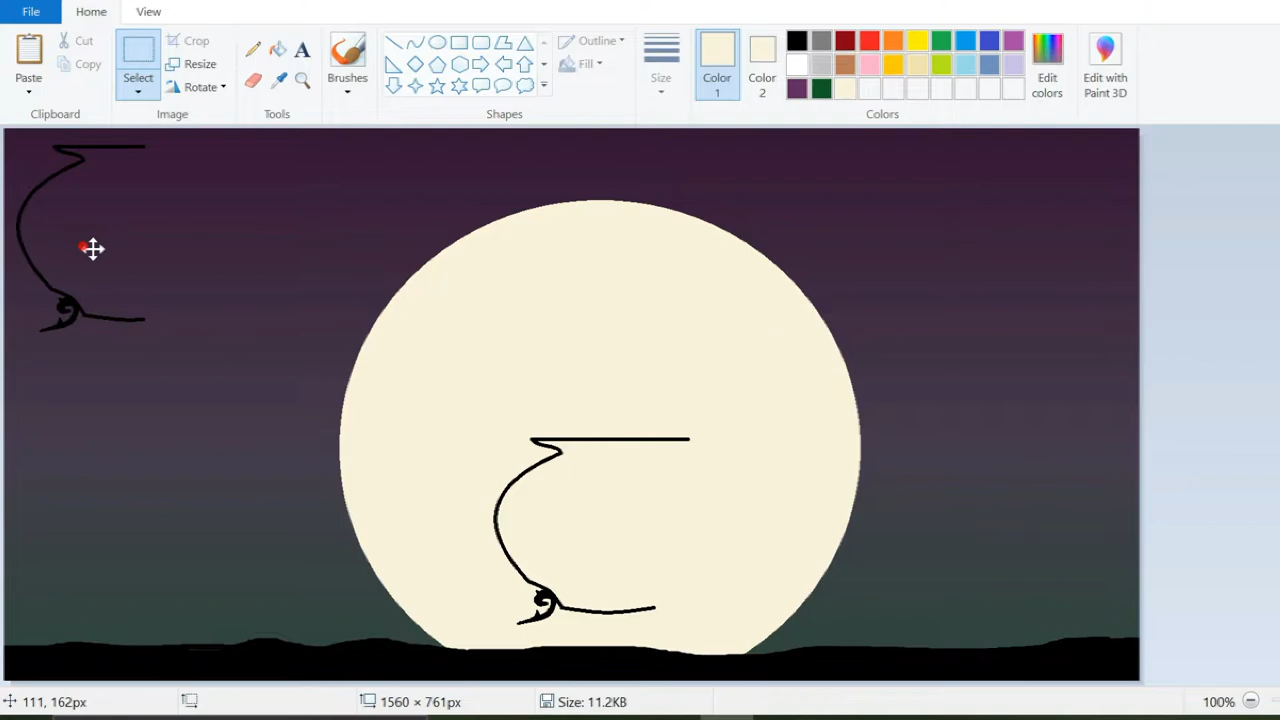 File Home View
Paste Cut Copy
Clipboard
Select Crop Resize Rotate
Image
A
Tools
Brushes
Outline Fill
Shapes
Size
Color 1 Color 2
Edit colors
Colors
Edit with Paint 3D
111, 162px 1560 × 761px Size: 11.2KB 100%